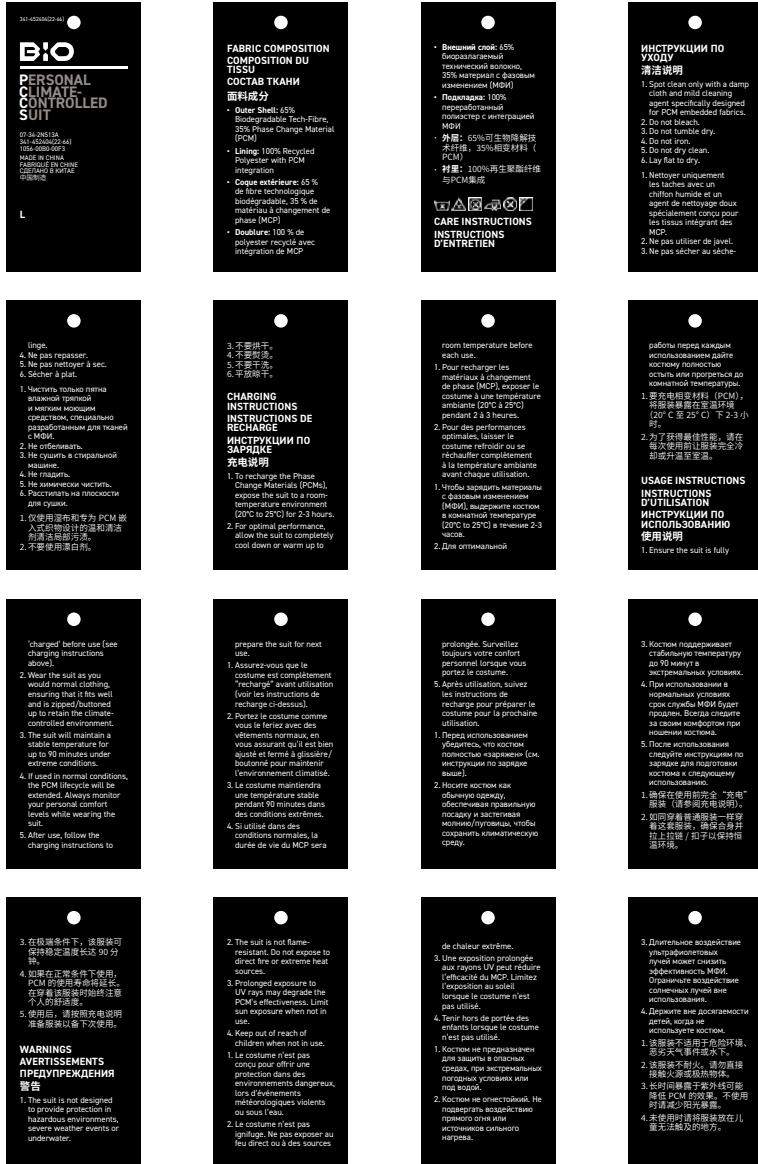 341-452404(22-66)
BIO
PERSONAL
CLIMATE-
CONTROLLED
SUIT
07-34-2N513A
341-452404(22-66)
1056-00B0-00F3
MADE IN CHINA
FABRIQUÉ EN CHINE
СДЕЛАНО В КИТАЕ
中国制造
L
FABRIC COMPOSITION
COMPOSITION DU
TISSU
СОСТАВ ТКАНИ
面料成分
• Outer Shell: 65%
Biodegradable Tech-Fibre,
35% Phase Change Material
(PCM)
• Lining: 100% Recycled
Polyester with PCM
integration
• Coque extérieure: 65 %
de fibre technologique
biodégradable, 35 % de
matériau à changement de
phase (MCP)
• Doublure: 100 % de
polyester recyclé avec
intégration de MCP
• Внешний слой: 65%
биоразлагаемый
технический волокно,
35% материал с фазовым
изменением (МФИ)
• Подкладка: 100%
переработанный
полиэстер с интеграцией
МФИ
• 外层：65%可生物降解技
术纤维，35%相变材料（
PCM）
• 衬里：100%再生聚酯纤维
与PCM集成
CARE INSTRUCTIONS
INSTRUCTIONS
D'ENTRETIEN
ИНСТРУКЦИИ ПО
УХОДУ
清洁说明
1. Spot clean only with a damp
cloth and mild cleaning
agent specifically designed
for PCM embedded fabrics.
2. Do not bleach.
3. Do not tumble dry.
4. Do not iron.
5. Do not dry clean.
6. Lay flat to dry.
1. Nettoyer uniquement
les taches avec un
chiffon humide et un
agent de nettoyage doux
spécialement conçu pour
les tissus intégrant des
MCP.
2. Ne pas utiliser de javel.
3. Ne pas sécher au sèche-
linge.
4. Ne pas repasser.
5. Ne pas nettoyer à sec.
6. Sécher à plat.
1. Чистить только пятна
влажной тряпкой
и мягким моющим
средством, специально
разработанным для тканей
с МФИ.
2. Не отбеливать.
3. Не сушить в стиральной
машине.
4. Не гладить.
5. Не химически чистить.
6. Расстилать на плоскости
для сушки.
1. 仅使用湿布和专为 PCM 嵌
入式织物设计的温和清洁
剂清洁局部污渍。
2. 不要使用漂白剂。
3. 不要烘干。
4. 不要熨烫。
5. 不要干洗。
6. 平放晾干。
CHARGING
INSTRUCTIONS
INSTRUCTIONS DE
RECHARGE
ИНСТРУКЦИИ ПО
ЗАРЯДКЕ
充电说明
1. To recharge the Phase
Change Materials (PCMs),
expose the suit to a room-
temperature environment
(20°C to 25°C) for 2-3 hours.
2. For optimal performance,
allow the suit to completely
cool down or warm up to
room temperature before
each use.
1. Pour recharger les
matériaux à changement
de phase (MCP), exposer le
costume à une température
ambiante (20°C à 25°C)
pendant 2 à 3 heures.
2. Pour des performances
optimales, laisser le
costume refroidir ou se
réchauffer complètement
à la température ambiante
avant chaque utilisation.
1. Чтобы зарядить материалы
с фазовым изменением
(МФИ), выдержите костюм
в комнатной температуре
(20°C to 25°C) в течение 2-3
часов.
2. Для оптимальной
работы перед каждым
использованием дайте
костюму полностью
остыть или прогреться до
комнатной температуры.
1. 要充电相变材料（PCM），
将服装暴露在室温环境
（20° C 至 25° C）下 2-3 小
时。
2. 为了获得最佳性能，请在
每次使用前让服装完全冷
却或升温至室温。
USAGE INSTRUCTIONS
INSTRUCTIONS
D'UTILISATION
ИНСТРУКЦИИ ПО
ИСПОЛЬЗОВАНИЮ
使用说明
1. Ensure the suit is fully
'charged' before use (see
charging instructions
above).
2. Wear the suit as you
would normal clothing,
ensuring that it fits well
and is zipped/buttoned
up to retain the climate-
controlled environment.
3. The suit will maintain a
stable temperature for
up to 90 minutes under
extreme conditions.
4. If used in normal conditions,
the PCM lifecycle will be
extended. Always monitor
your personal comfort
levels while wearing the
suit.
5. After use, follow the
charging instructions to
prepare the suit for next
use.
1. Assurez-vous que le
costume est complètement
"rechargé" avant utilisation
(voir les instructions de
recharge ci-dessus).
2. Portez le costume comme
vous le feriez avec des
vêtements normaux, en
vous assurant qu'il est bien
ajusté et fermé à glissière/
boutonné pour maintenir
l'environnement climatisé.
3. Le costume maintiendra
une température stable
pendant 90 minutes dans
des conditions extrêmes.
4. Si utilisé dans des
conditions normales, la
durée de vie du MCP sera
prolongée. Surveillez
toujours votre confort
personnel lorsque vous
portez le costume.
5. Après utilisation, suivez
les instructions de
recharge pour préparer le
costume pour la prochaine
utilisation.
1. Перед использованием
убедитесь, что костюм
полностью «заряжен» (см.
инструкции по зарядке
выше).
2. Носите костюм как
обычную одежду,
обеспечивая правильную
посадку и застегивая
молнию/пуговицы, чтобы
сохранить климатическую
среду.
3. Костюм поддерживает
стабильную температуру
до 90 минут в
экстремальных условиях.
4. При использовании в
нормальных условиях
срок службы МФИ будет
продлен. Всегда следите
за своим комфортом при
ношении костюма.
5. После использования
следуйте инструкциям по
зарядке для подготовки
костюма к следующему
использованию.
1. 确保在使用前完全“充电”
服装（请参阅充电说明）。
2. 如同穿着普通服装一样穿
着这套服装，确保合身并
拉上拉链 / 扣子以保持恒
温环境。
3. 在极端条件下，该服装可
保持稳定温度长达 90 分
钟。
4. 如果在正常条件下使用，
PCM 的使用寿命将延长。
在穿着该服装时始终注意
个人的舒适度。
5. 使用后，请按照充电说明
准备服装以备下次使用。
WARNINGS
AVERTISSEMENTS
ПРЕДУПРЕЖДЕНИЯ
警告
1. The suit is not designed
to provide protection in
hazardous environments,
severe weather events or
underwater.
2. The suit is not flame-
resistant. Do not expose to
direct fire or extreme heat
sources.
3. Prolonged exposure to
UV rays may degrade the
PCM's effectiveness. Limit
sun exposure when not in
use.
4. Keep out of reach of
children when not in use.
1. Le costume n'est pas
conçu pour offrir une
protection dans des
environnements dangereux,
lors d'événements
météorologiques violents
ou sous l'eau.
2. Le costume n'est pas
ignifuge. Ne pas exposer au
feu direct ou à des sources
de chaleur extrême.
3. Une exposition prolongée
aux rayons UV peut réduire
l'efficacité du MCP. Limitez
l'exposition au soleil
lorsque le costume n'est
pas utilisé.
4. Tenir hors de portée des
enfants lorsque le costume
n'est pas utilisé.
1. Костюм не предназначен
для защиты в опасных
средах, при экстремальных
погодных условиях или
под водой.
2. Костюм не огнестойкий. Не
подвергать воздействию
прямого огня или
источников сильного
нагрева.
3. Длительное воздействие
ультрафиолетовых
лучей может снизить
эффективность МФИ.
Ограничьте воздействие
солнечных лучей вне
использования.
4. Держите вне досягаемости
детей, когда не
используете костюм.
1. 该服装不适用于危险环境、
恶劣天气事件或水下。
2. 该服装不耐火。请勿直接
接触火源或极热物体。
3. 长时间暴露于紫外线可能
降低 PCM 的效果。不使用
时请减少阳光暴露。
4. 未使用时请将服装放在儿
童无法触及的地方。